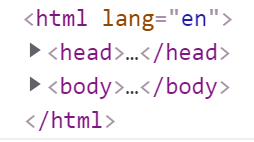 <html lang="en">
<head>…</head>
<body>…</body>
</html>